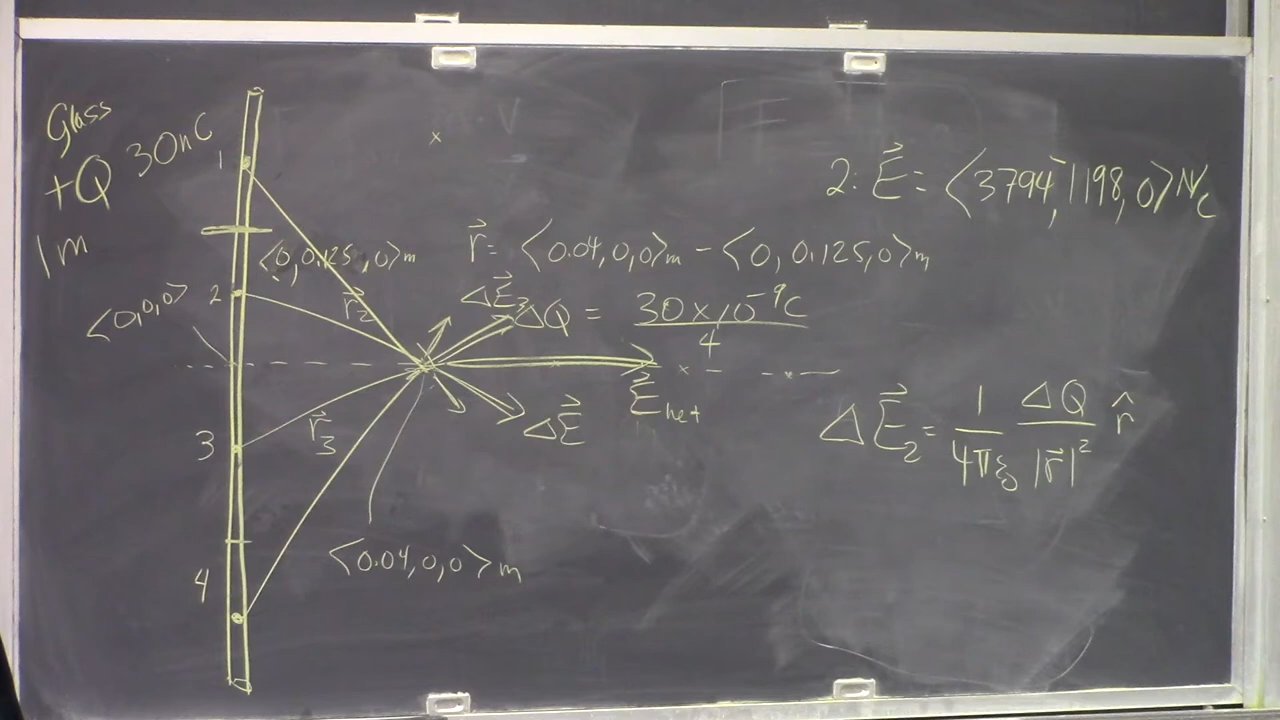 Glass
+Q 30nC
1m
1
2
3
4
<0,0,0>
<0, 0.125, 0>m
r⃗₂
r⃗₃
<0.04, 0, 0>m
x
ΔE⃗₃
ΔE⃗
E⃗net
2: E⃗ = <3794, 1198, 0> N/C
r⃗ = <0.04, 0, 0>m - <0, 0.125, 0>m
ΔQ = 30 x 10⁻⁹C / 4
ΔE⃗₂ = 1/4πε₀ ΔQ/|r⃗|² r̂